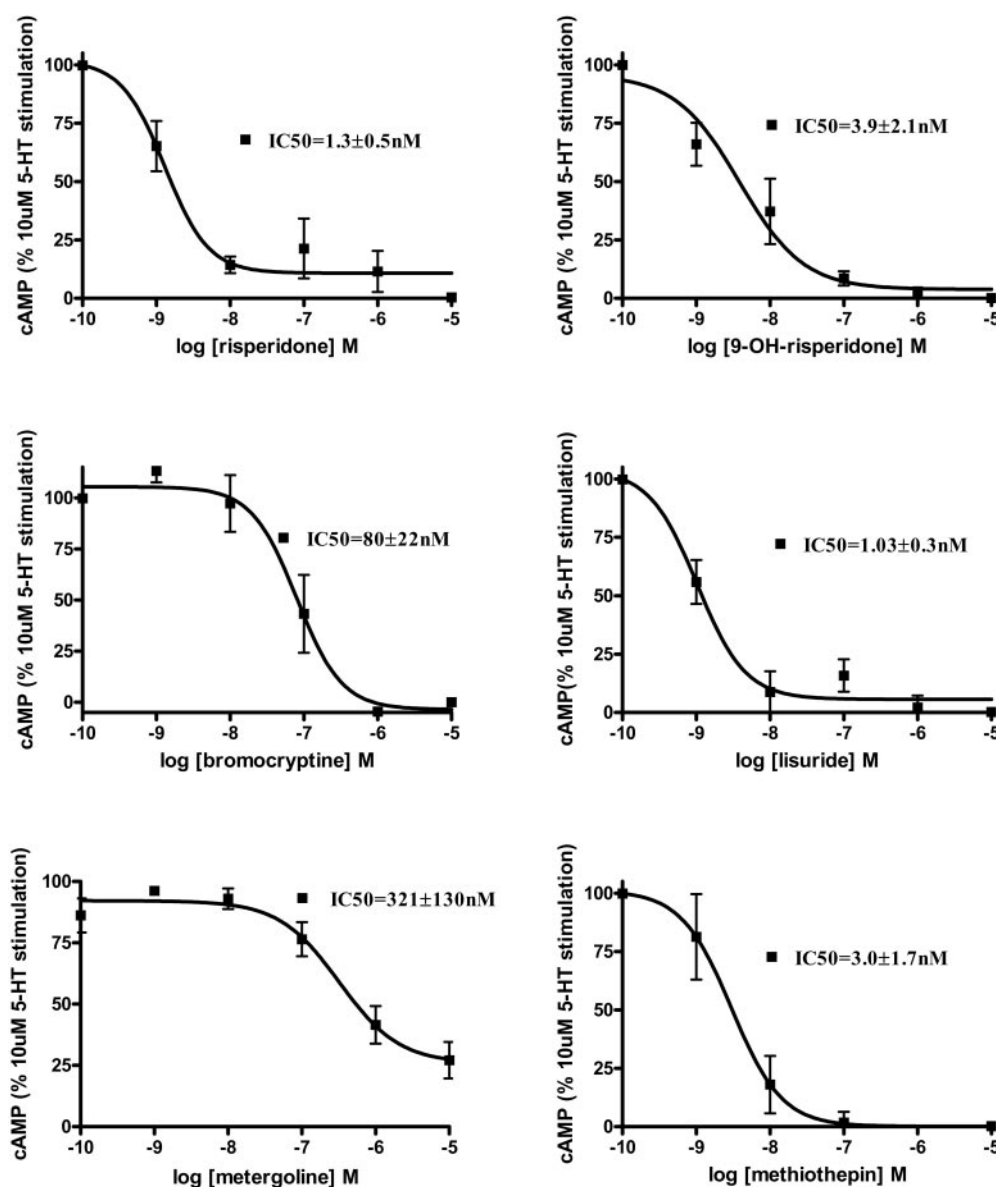 cAMP (% 10uM 5-HT stimulation)
100
75
50
25
0
IC50=1.3±0.5nM
-10 -9 -8 -7 -6 -5
log [risperidone] M
cAMP (% 10uM 5-HT stimulation)
100
75
50
25
0
IC50=3.9±2.1nM
-10 -9 -8 -7 -6 -5
log [9-OH-risperidone] M
cAMP (% 10uM 5-HT stimulation)
100
75
50
25
0
IC50=80±22nM
-10 -9 -8 -7 -6 -5
log [bromocryptine] M
cAMP(% 10uM 5-HT stimulation)
100
75
50
25
0
IC50=1.03±0.3nM
-10 -9 -8 -7 -6 -5
log [lisuride] M
cAMP (% 10uM 5-HT stimulation)
100
75
50
25
0
IC50=321±130nM
-10 -9 -8 -7 -6 -5
log [metergoline] M
cAMP (% 10uM 5-HT stimulation)
100
75
50
25
0
IC50=3.0±1.7nM
-10 -9 -8 -7 -6 -5
log [methiothepin] M